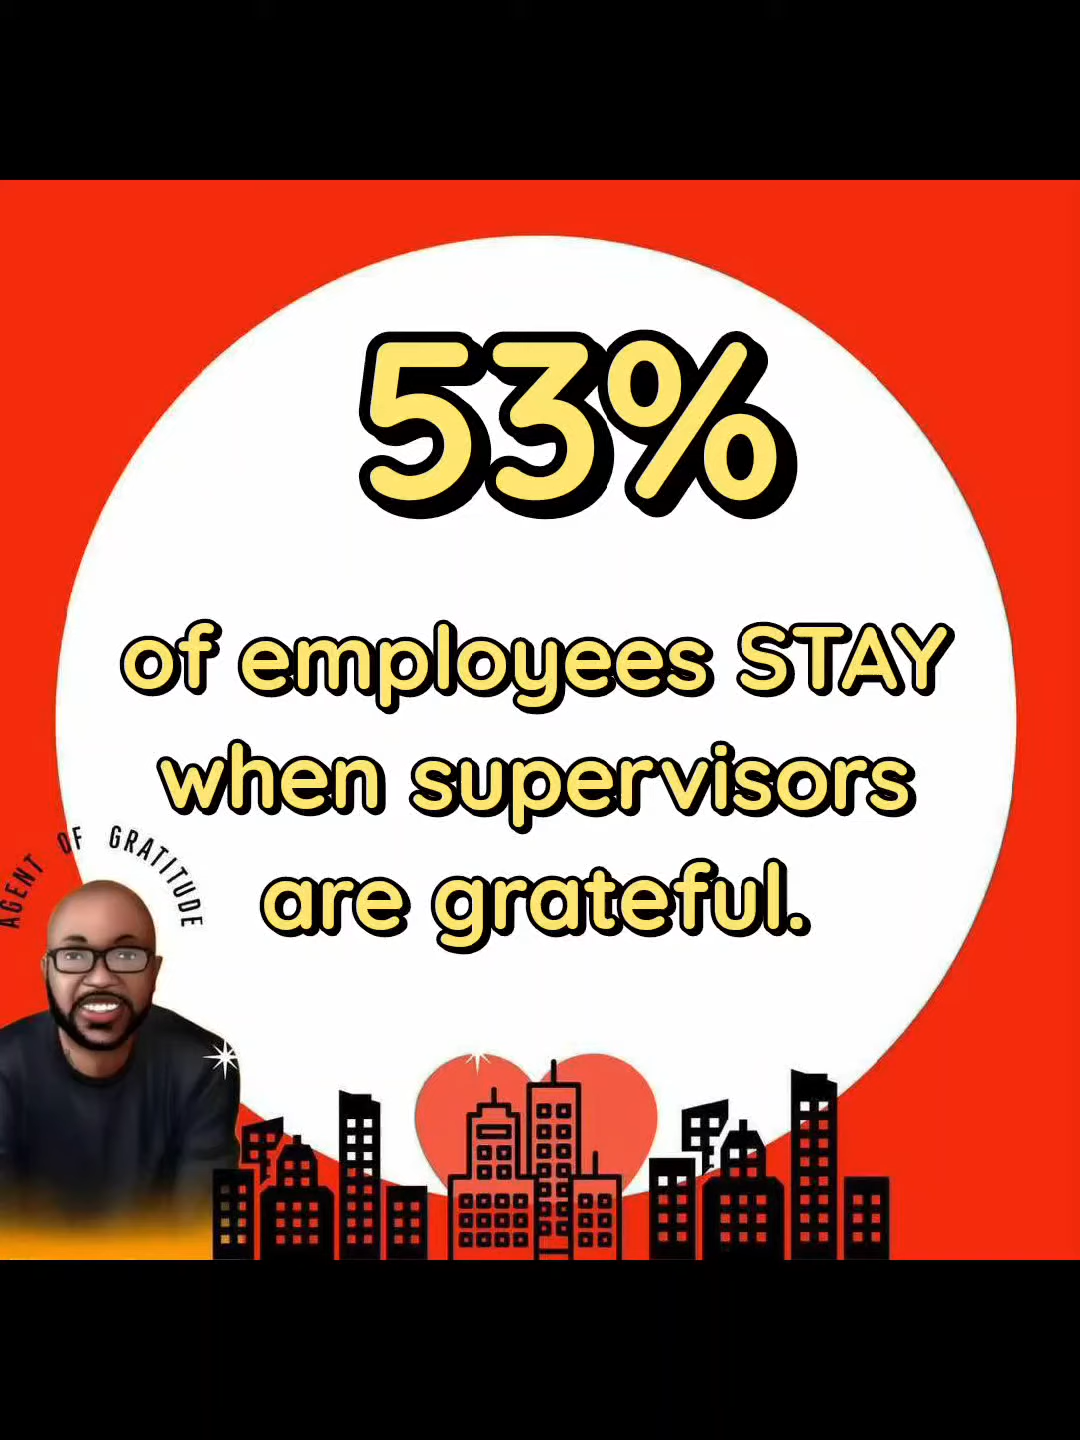 53%
of employees STAY
when supervisors
are grateful.
AGENT OF GRATITUDE